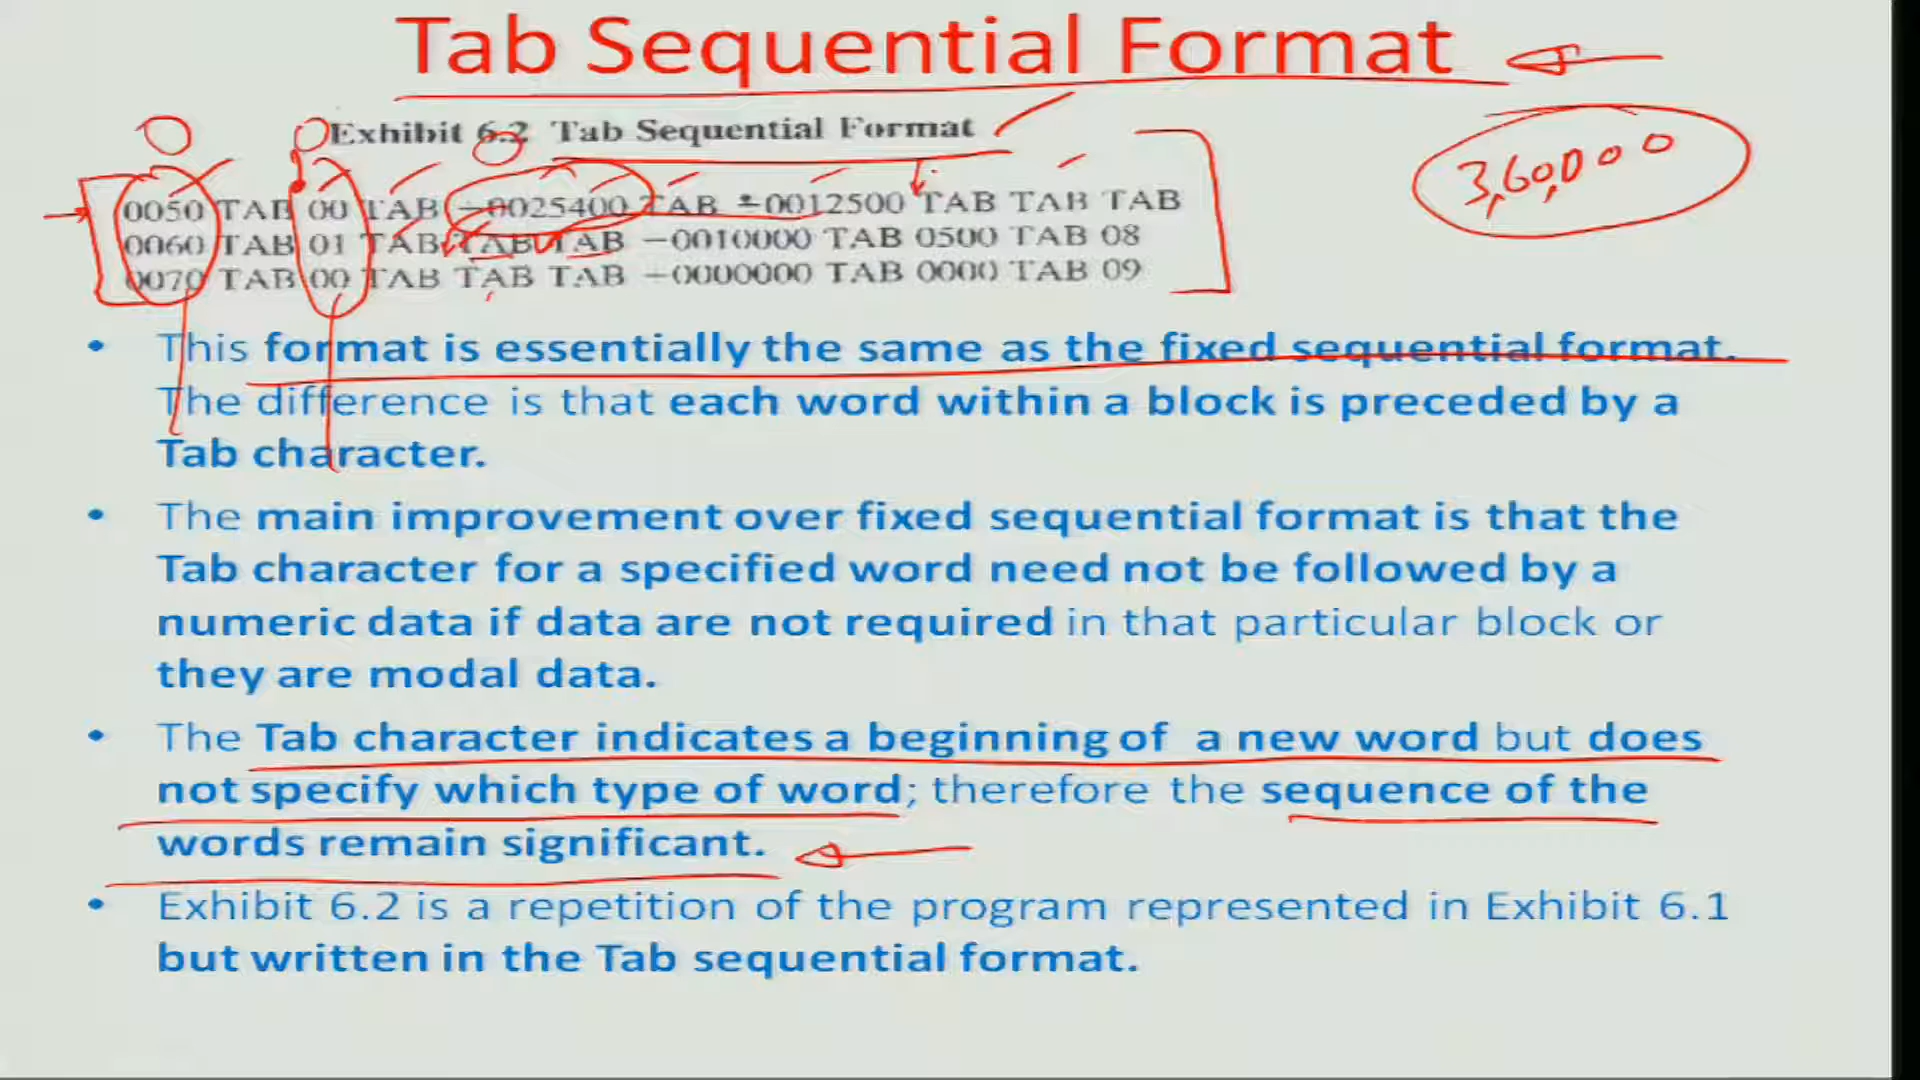 Tab Sequential Format
Exhibit 6.2 Tab Sequential Format
3,60,000
0050 TAB 00 TAB −0025400 TAB −0012500 TAB TAB TAB
0060 TAB 01 TAB TAB TAB −0010000 TAB 0500 TAB 08
0070 TAB 00 TAB TAB TAB −0000000 TAB 0000 TAB 09
• This format is essentially the same as the fixed sequential format.
The difference is that each word within a block is preceded by a
Tab character.
• The main improvement over fixed sequential format is that the
Tab character for a specified word need not be followed by a
numeric data if data are not required in that particular block or
they are modal data.
• The Tab character indicates a beginning of a new word but does
not specify which type of word; therefore the sequence of the
words remain significant.
• Exhibit 6.2 is a repetition of the program represented in Exhibit 6.1
but written in the Tab sequential format.